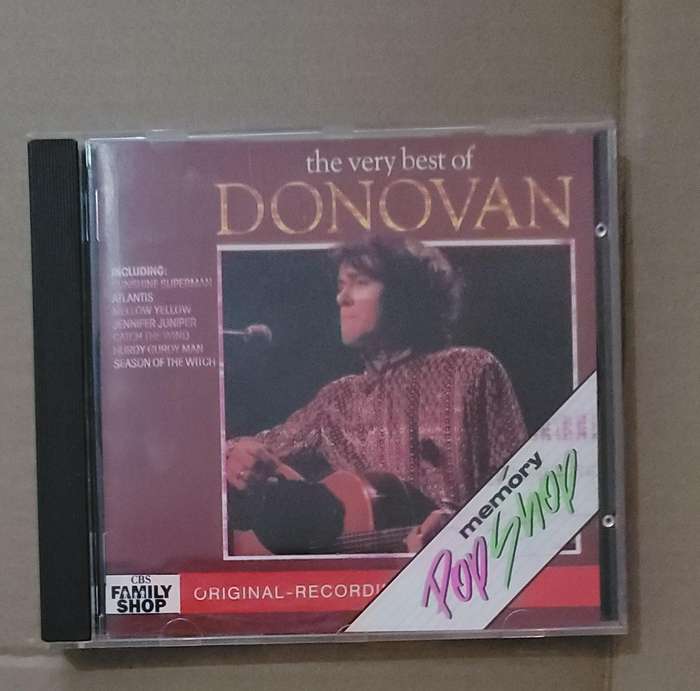 the very best of
DONOVAN
INCLUDING:
SUNSHINE SUPERMAN
ATLANTIS
MELLOW YELLOW
JENNIFER JUNIPER
CATCH THE WIND
HURDY GURDY MAN
SEASON OF THE WITCH
memory
Pop Shop
CBS
FAMILY
SHOP
ORIGINAL-RECORDI